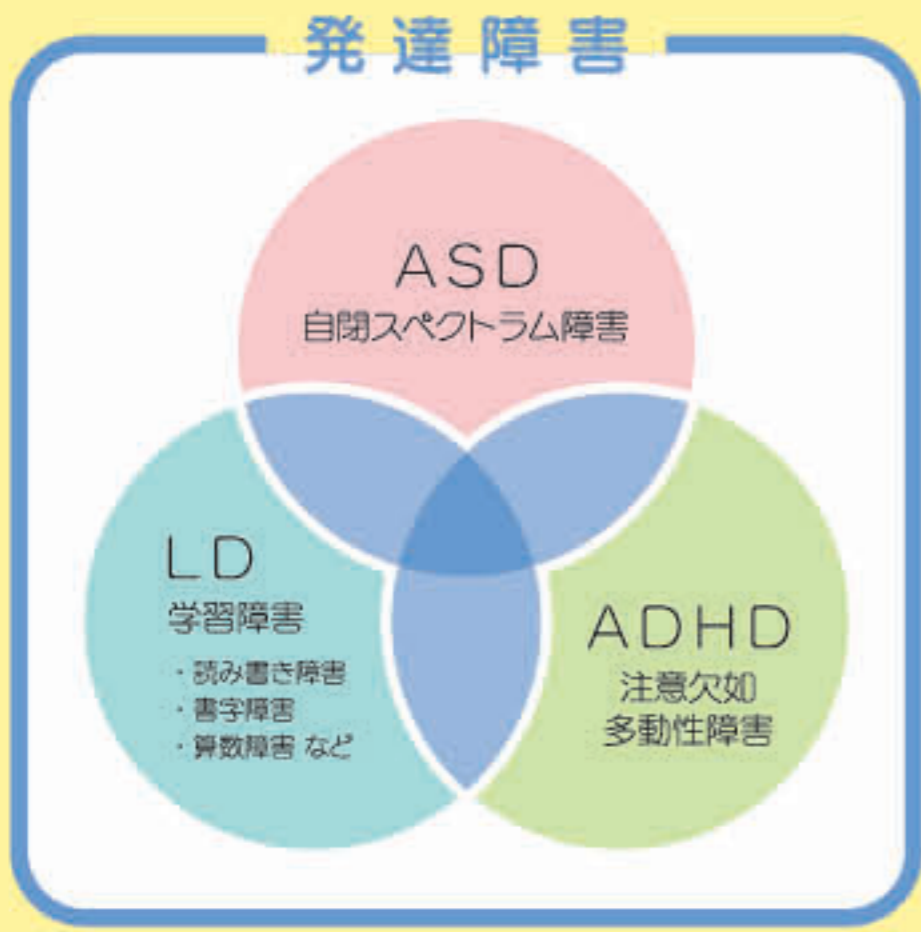 発達障害
ASD
自閉スペクトラム障害
LD
学習障害
・読み書き障害
・書字障害
・算数障害 など
ADHD
注意欠如
多動性障害